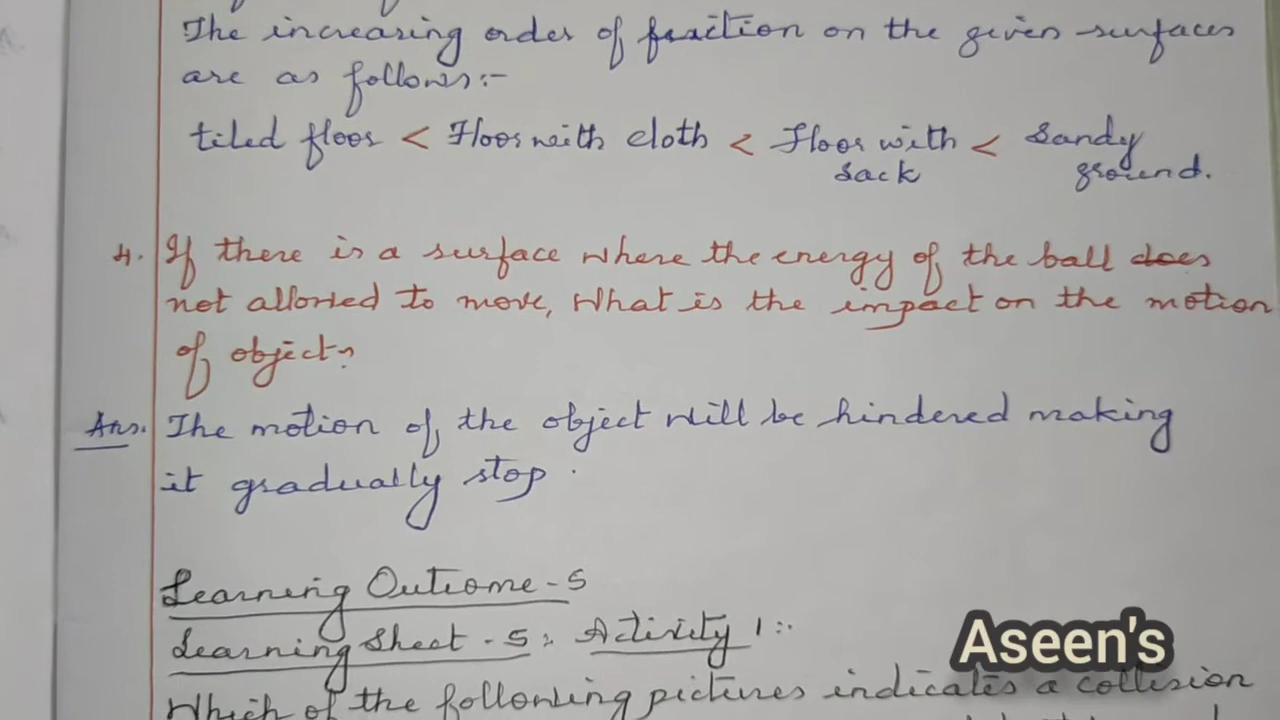 The increasing order of friction on the given surfaces
are as follows:-
tiled floor < Floor with cloth < Floor with < Sandy
sack ground.
4. If there is a surface where the energy of the ball does
not allowed to move, What is the impact on the motion
of object?
Ans. The motion of the object will be hindered making
it gradually stop.
Learning Outcome - 5
Learning Sheet - 5: Activity 1:-
Aseen's
Which of the following pictures indicates a collision